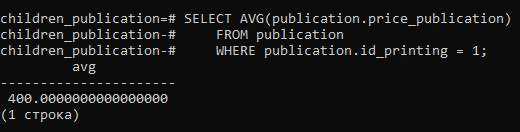 children_publication=# SELECT AVG(publication.price_publication)
children_publication-#     FROM publication
children_publication-#     WHERE publication.id_printing = 1;
         avg
----------------------
 400.0000000000000000
(1 строка)